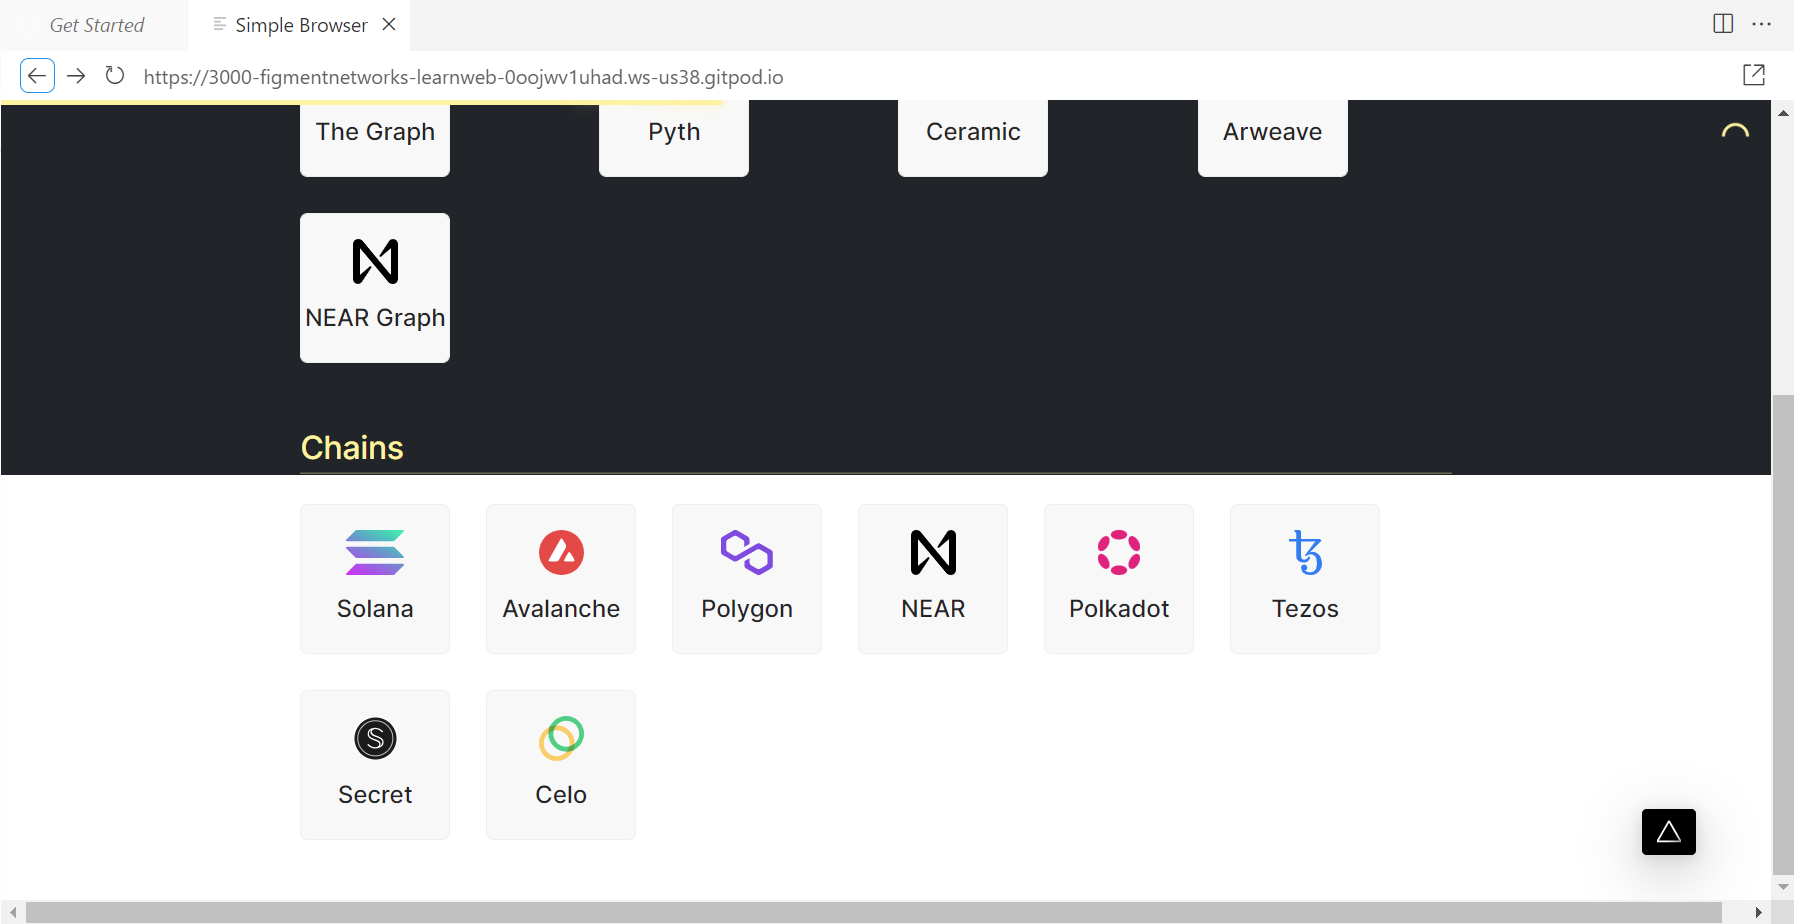 Get Started
Simple Browser
https://3000-figmentnetworks-learnweb-0oojwv1uhad.ws-us38.gitpod.io
The Graph
Pyth
Ceramic
Arweave
NEAR Graph
Chains
Solana
Avalanche
Polygon
NEAR
Polkadot
Tezos
Secret
Celo